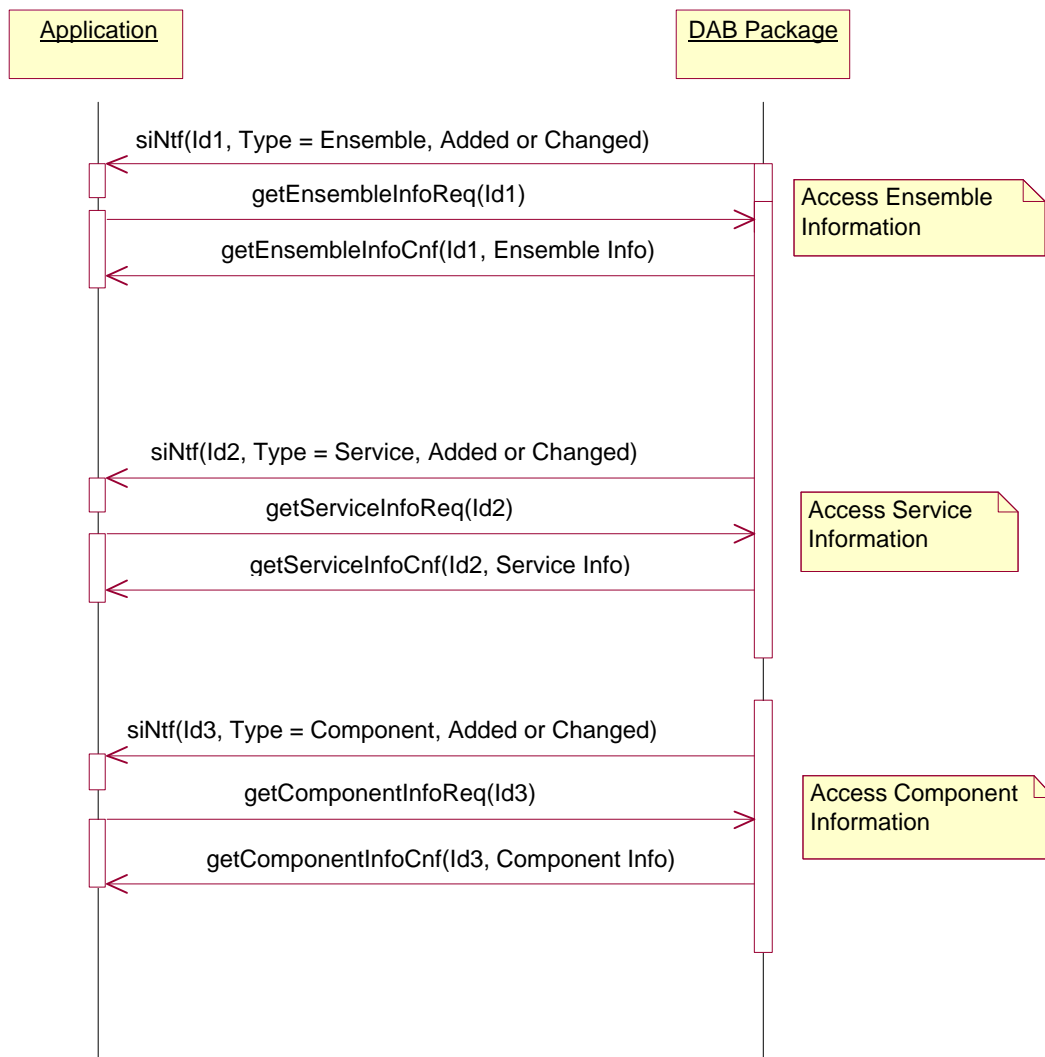 Application
DAB Package
siNtf(Id1, Type = Ensemble, Added or Changed)
getEnsembleInfoReq(Id1)
Access Ensemble
Information
getEnsembleInfoCnf(Id1, Ensemble Info)
siNtf(Id2, Type = Service, Added or Changed)
getServiceInfoReq(Id2)
Access Service
Information
getServiceInfoCnf(Id2, Service Info)
siNtf(Id3, Type = Component, Added or Changed)
getComponentInfoReq(Id3)
Access Component
Information
getComponentInfoCnf(Id3, Component Info)